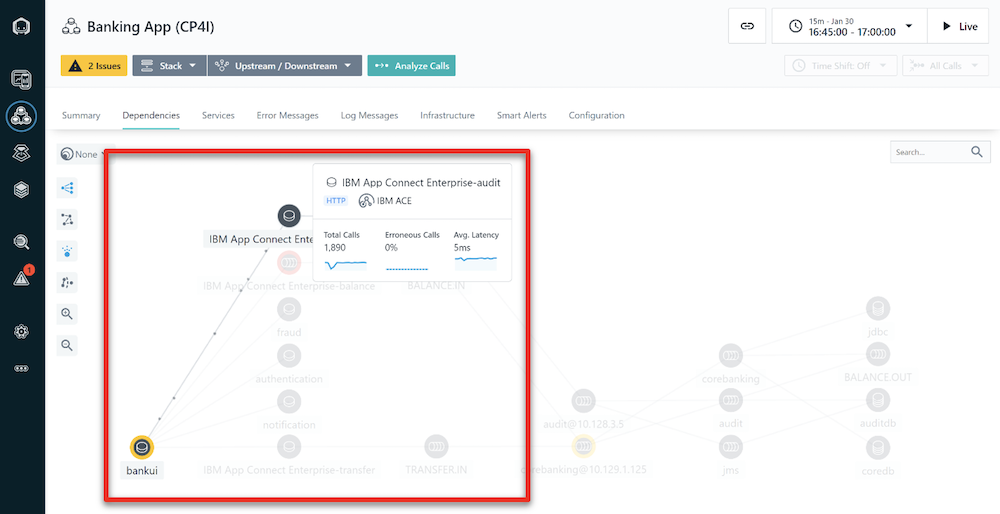 Banking App (CP4I)
15m - Jan 30
16:45:00 - 17:00:00
Live
2 Issues
Stack
Upstream / Downstream
Analyze Calls
Time Shift: Off
All Calls
Summary
Dependencies
Services
Error Messages
Log Messages
Infrastructure
Smart Alerts
Configuration
None
Search...
1
IBM App Connect Enterprise-audit
HTTP
IBM ACE
Total Calls
1,890
Erroneous Calls
0%
Avg. Latency
5ms
IBM App Connect Ente
IBM App Connect Enterprise-balance
BALANCE.IN
fraud
jdbc
authentication
corebanking
BALANCE.OUT
notification
audit@10.128.3.5
audit
auditdb
bankui
IBM App Connect Enterprise-transfer
TRANSFER.IN
corebanking@10.129.1.125
jms
coredb